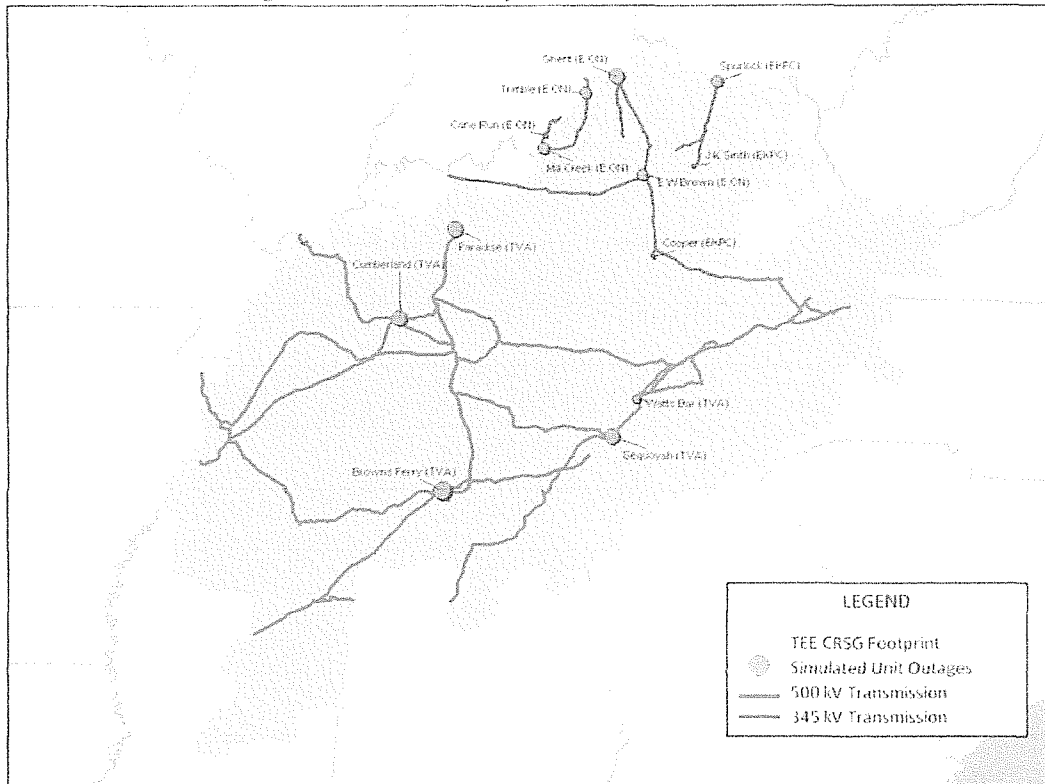 Ghent (E ON)
Spurlock (EKPC)
Trimble (E ON)
Cane Run (E ON)
J K Smith (EKPC)
Mill Creek (E ON)
E W Brown (E ON)
Paradise (TVA)
Cooper (EKPC)
Cumberland (TVA)
Watts Bar (TVA)
Sequoyah (TVA)
Browns Ferry (TVA)
LEGEND
TEE CRSG Footprint
Simulated Unit Outages
500 kV Transmission
345 kV Transmission